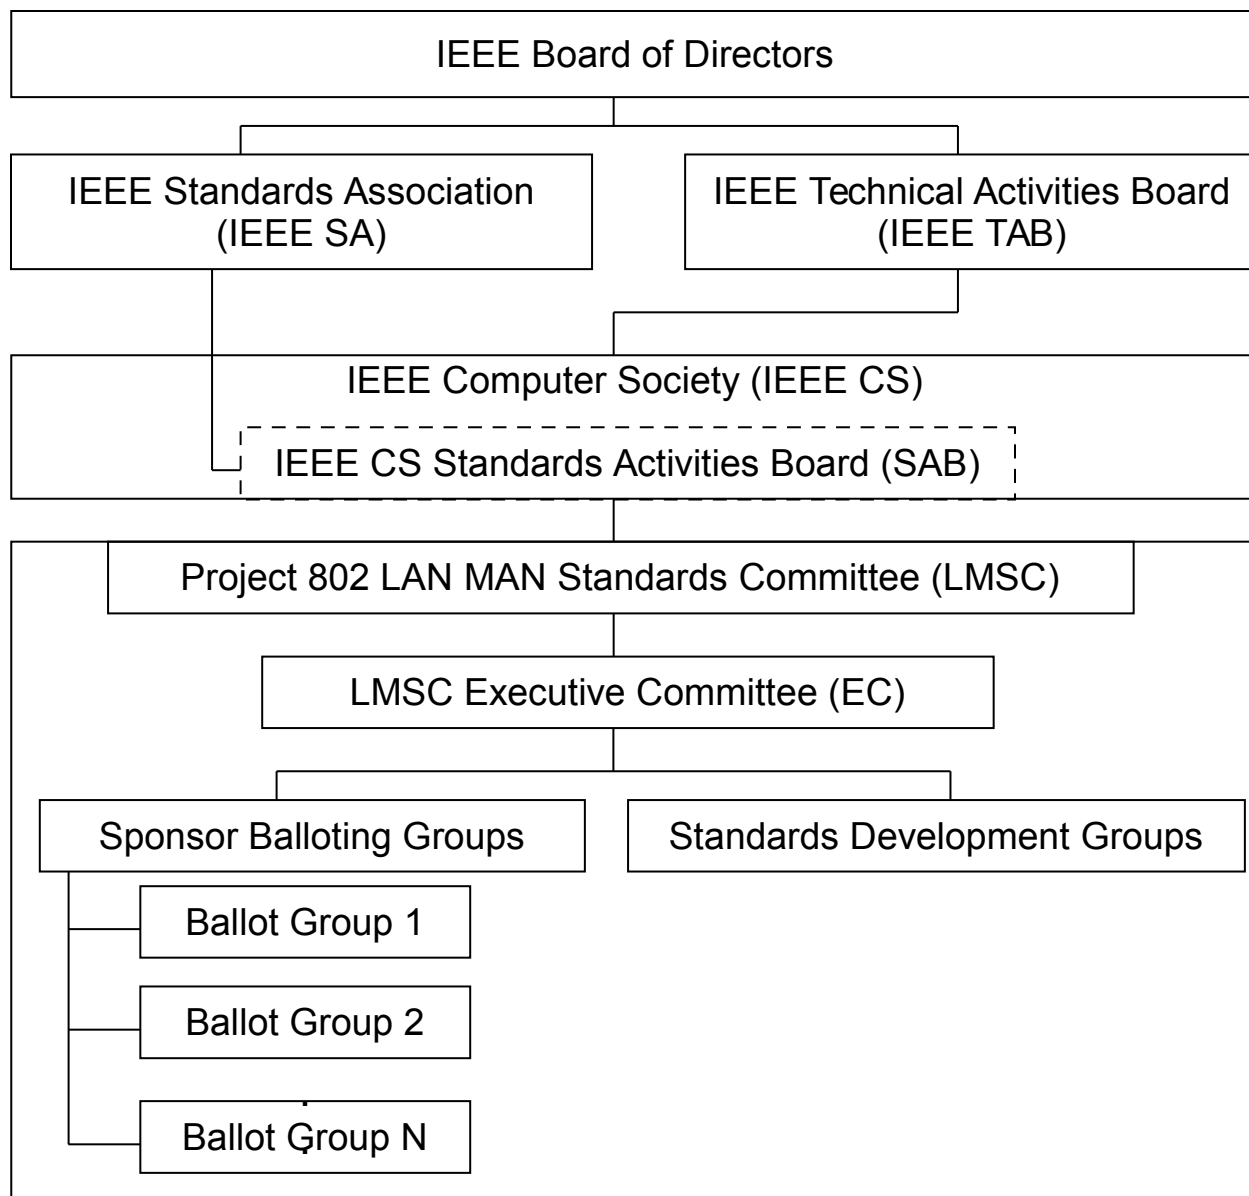 IEEE Board of Directors
IEEE Standards Association
(IEEE SA)
IEEE Technical Activities Board
(IEEE TAB)
IEEE Computer Society (IEEE CS)
IEEE CS Standards Activities Board (SAB)
Project 802 LAN MAN Standards Committee (LMSC)
LMSC Executive Committee (EC)
Sponsor Balloting Groups
Standards Development Groups
Ballot Group 1
Ballot Group 2
Ballot Group N